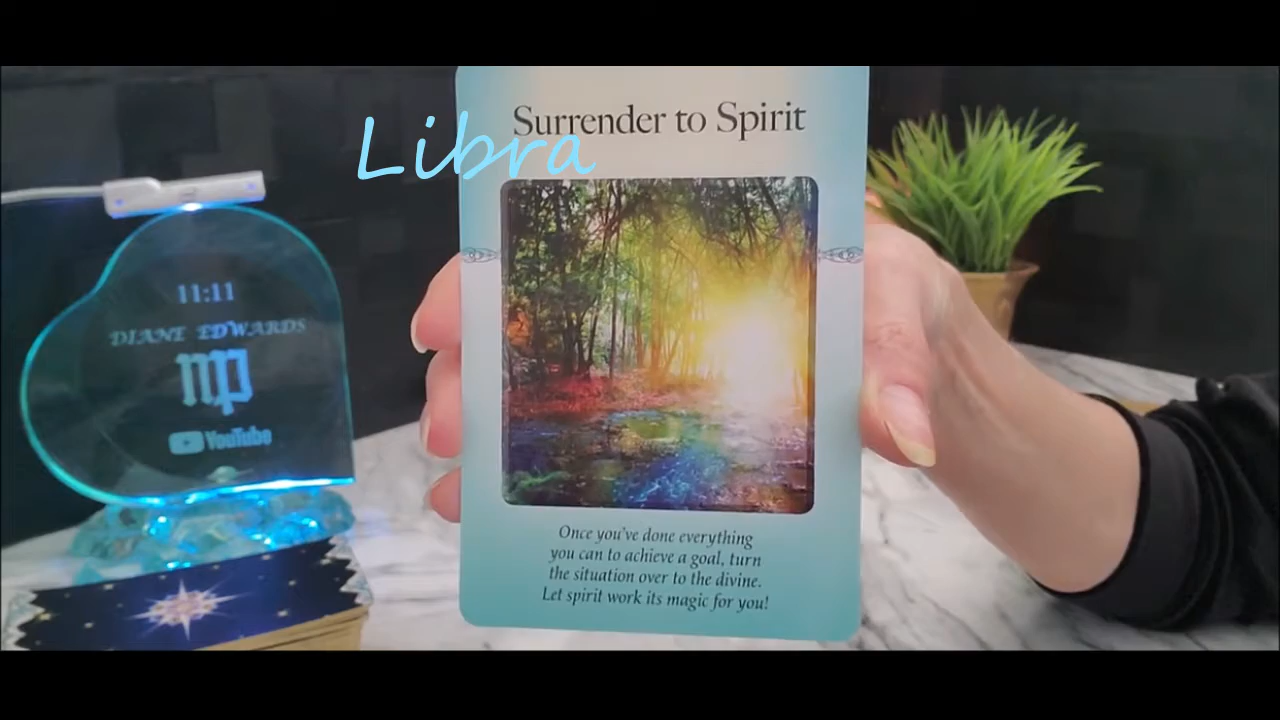 Libra
Surrender to Spirit
11:11
DIANE EDWARDS
YouTube
Once you've done everything
you can to achieve a goal, turn
the situation over to the divine.
Let spirit work its magic for you!